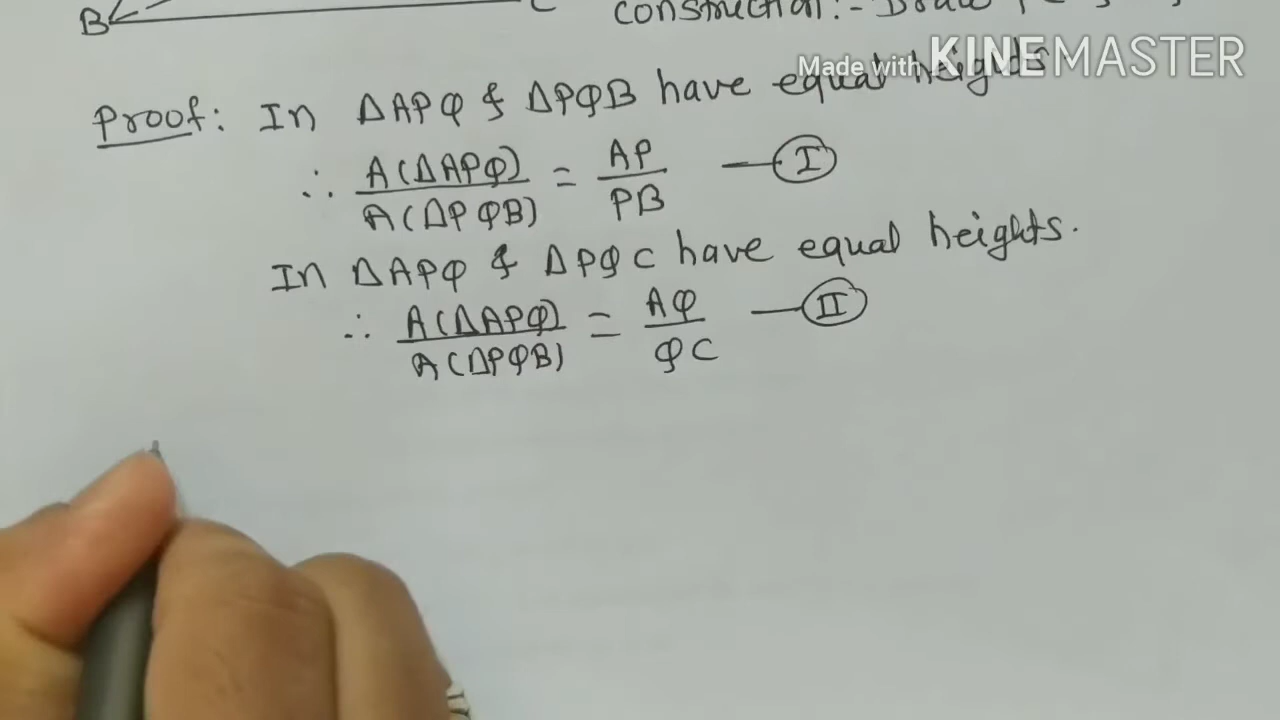 B C construction:-
Made with KINEMASTER
Proof: In ΔAPQ & ΔPQB have equal heights
∴ A(ΔAPQ) / A(ΔPQB) = AP / PB — I
In ΔAPQ & ΔPQC have equal heights.
∴ A(ΔAPQ) / A(ΔPQB) = AQ / QC — II